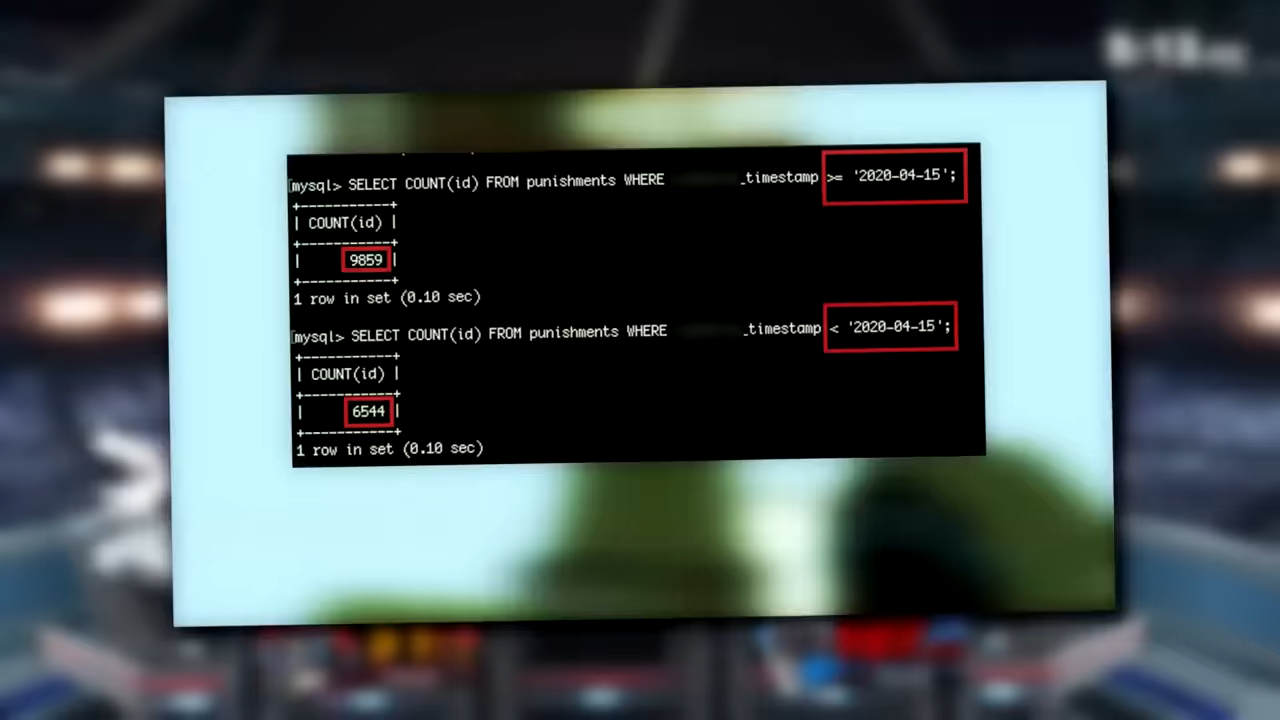 [mysql> SELECT COUNT(id) FROM punishments WHERE _timestamp >= '2020-04-15';
+-----------+
| COUNT(id) |
+-----------+
| 9859 |
+-----------+
1 row in set (0.10 sec)
[mysql> SELECT COUNT(id) FROM punishments WHERE _timestamp < '2020-04-15';
+-----------+
| COUNT(id) |
+-----------+
| 6544 |
+-----------+
1 row in set (0.10 sec)